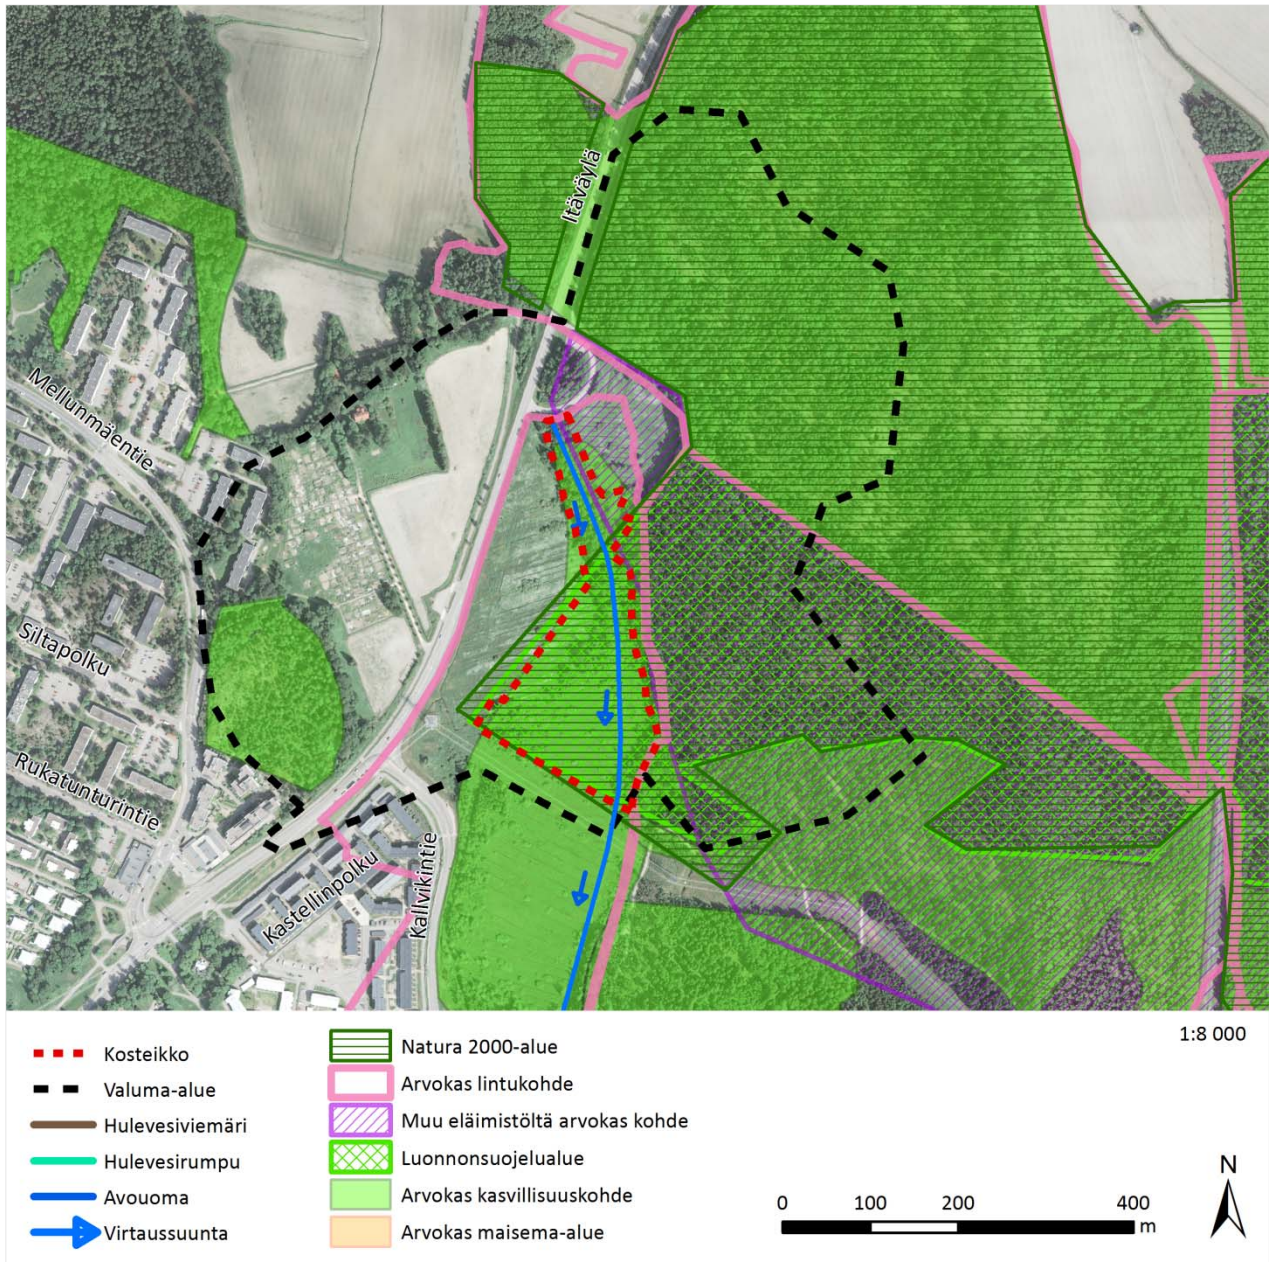 Itäväylä
Mellunmäentie
Siltapolku
Rukatunturintie
Kastellinpolku
Kallvikintie
Kosteikko
Valuma-alue
Hulevesiviemäri
Hulevesirumpu
Avouoma
Virtaussuunta
Natura 2000-alue
Arvokas lintukohde
Muu eläimistöltä arvokas kohde
Luonnonsuojelualue
Arvokas kasvillisuuskohde
Arvokas maisema-alue
1:8 000
0 100 200 400
m
N